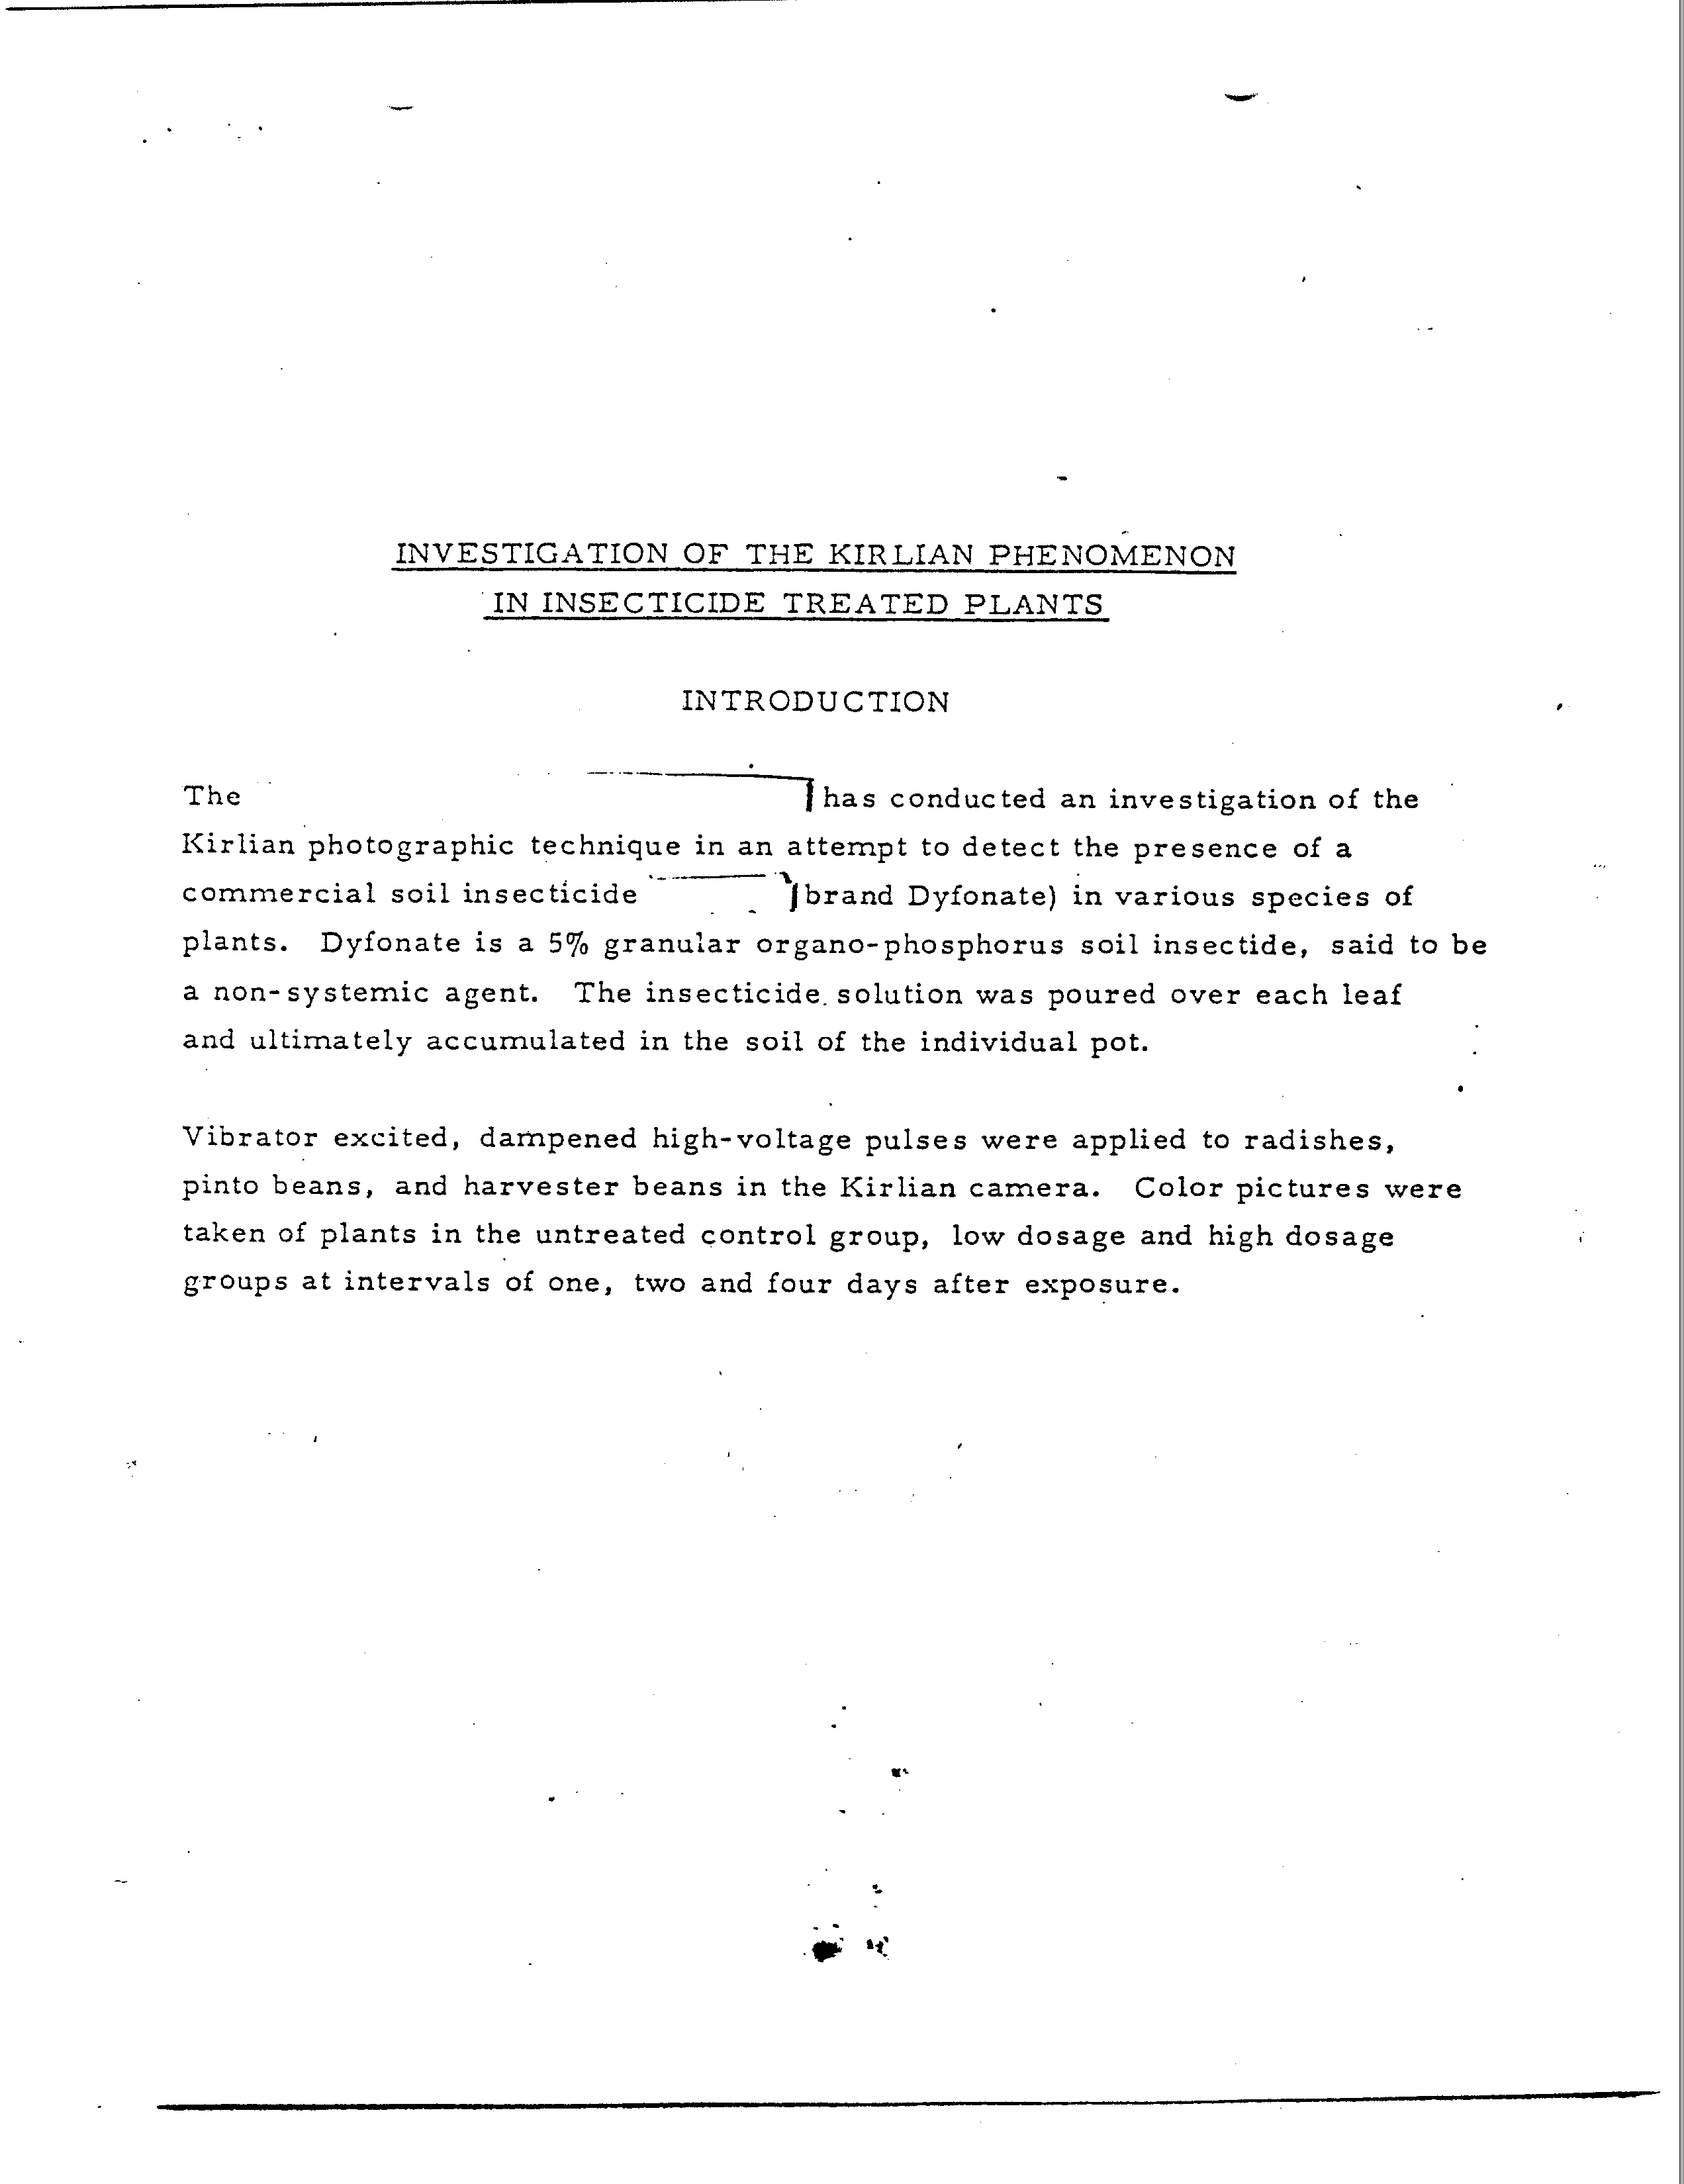 INVESTIGATION OF THE KIRLIAN PHENOMENON
IN INSECTICIDE TREATED PLANTS
INTRODUCTION
The has conducted an investigation of the
Kirlian photographic technique in an attempt to detect the presence of a
commercial soil insecticide brand Dyfonate) in various species of
plants. Dyfonate is a 5% granular organo-phosphorus soil insectide, said to be
a non-systemic agent. The insecticide solution was poured over each leaf
and ultimately accumulated in the soil of the individual pot.
Vibrator excited, dampened high-voltage pulses were applied to radishes,
pinto beans, and harvester beans in the Kirlian camera. Color pictures were
taken of plants in the untreated control group, low dosage and high dosage
groups at intervals of one, two and four days after exposure.